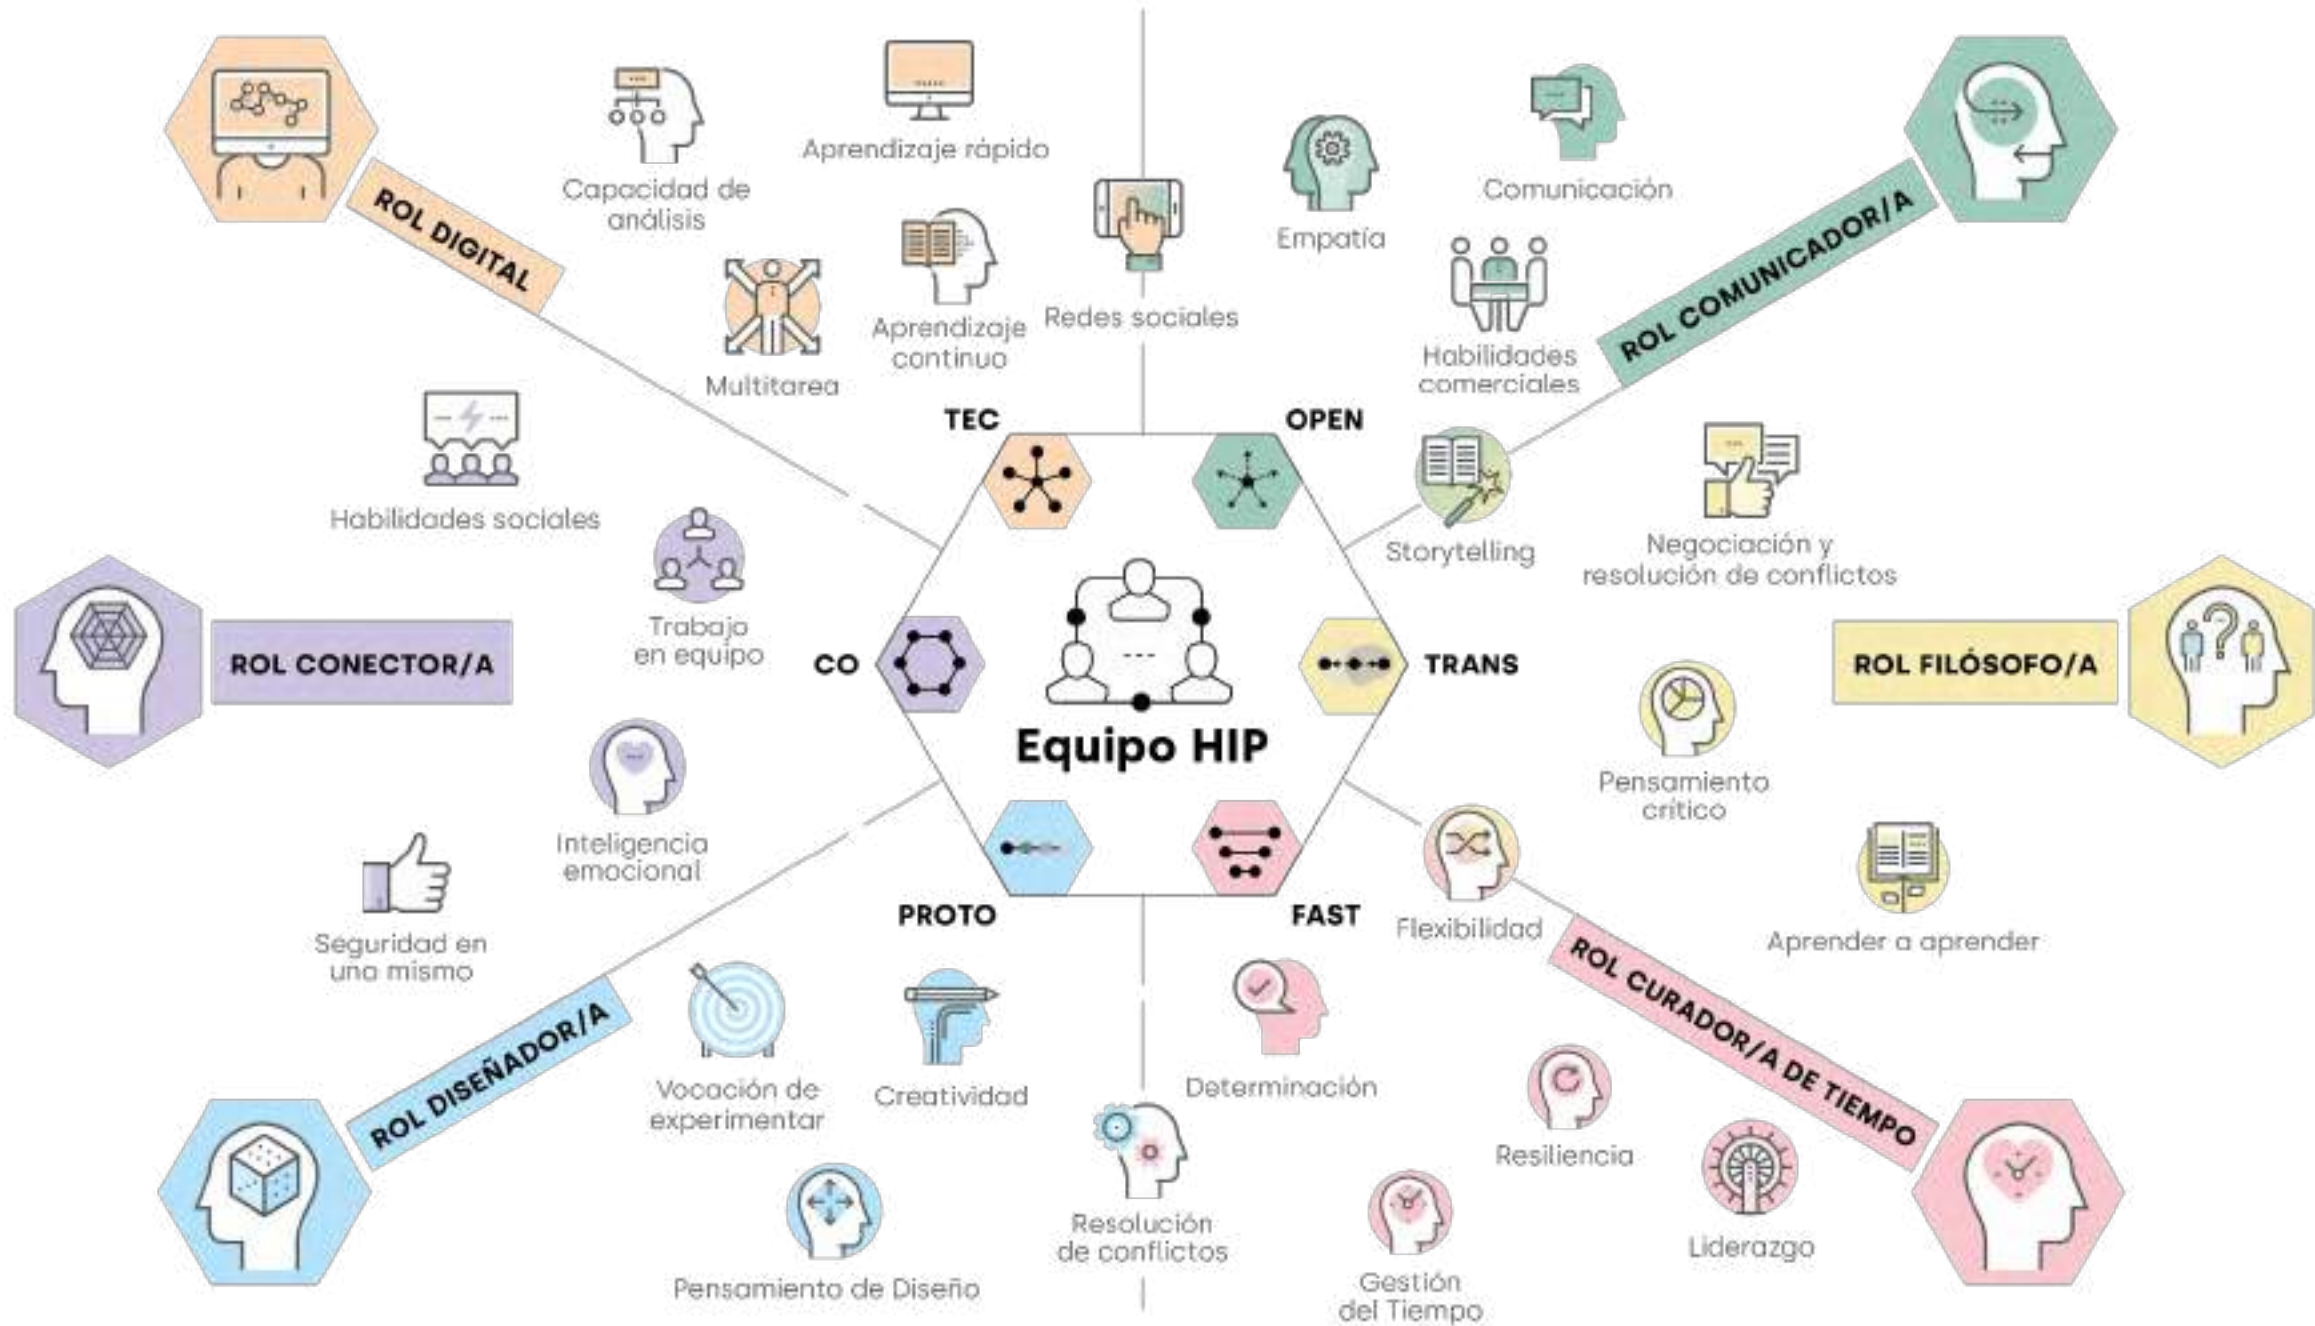 ROL DIGITAL
Capacidad de
análisis
Aprendizaje rápido
Multitarea
Aprendizaje
continuo
Redes sociales
Empatía
Comunicación
Habilidades
comerciales
ROL COMUNICADOR/A
TEC
OPEN
Habilidades sociales
Trabajo
en equipo
ROL CONECTOR/A
CO
Inteligencia
emocional
Seguridad en
uno mismo
Equipo HIP
Storytelling
Negociación y
resolución de conflictos
TRANS
ROL FILÓSOFO/A
Pensamiento
crítico
Aprender a aprender
Flexibilidad
PROTO
FAST
ROL DISEÑADOR/A
Vocación de
experimentar
Creatividad
Pensamiento de Diseño
Resolución
de conflictos
Determinación
Resiliencia
Gestión
del Tiempo
Liderazgo
ROL CURADOR/A DE TIEMPO